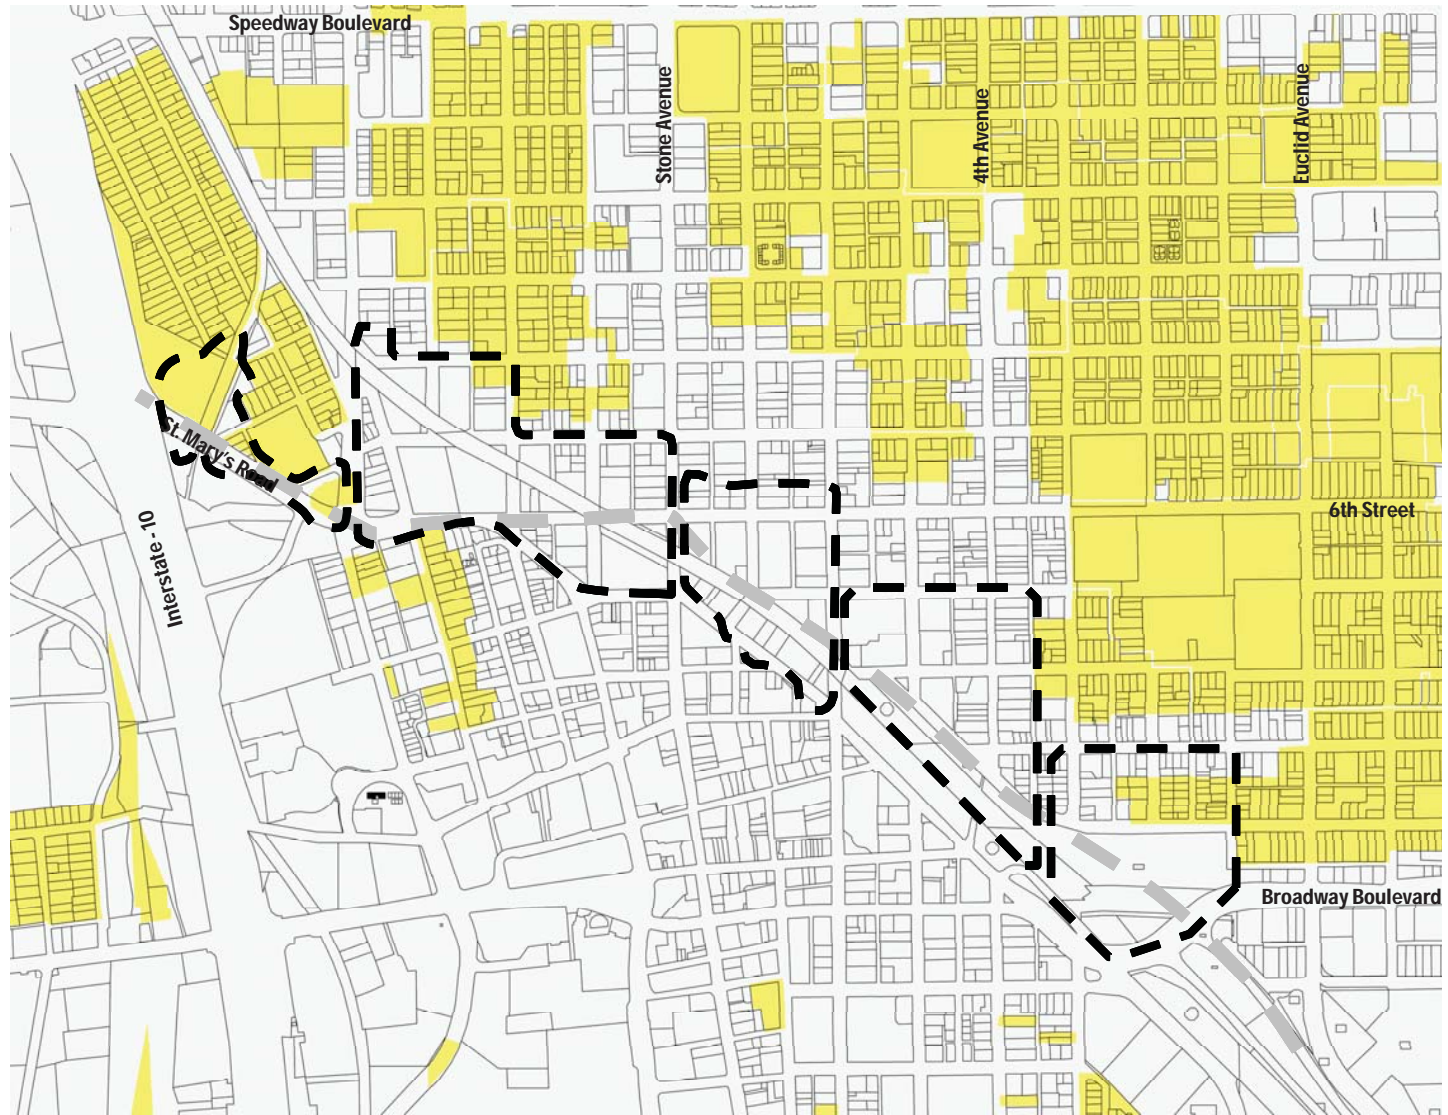 Speedway Boulevard
Stone Avenue
4th Avenue
Euclid Avenue
St. Mary's Road
6th Street
Interstate - 10
Broadway Boulevard